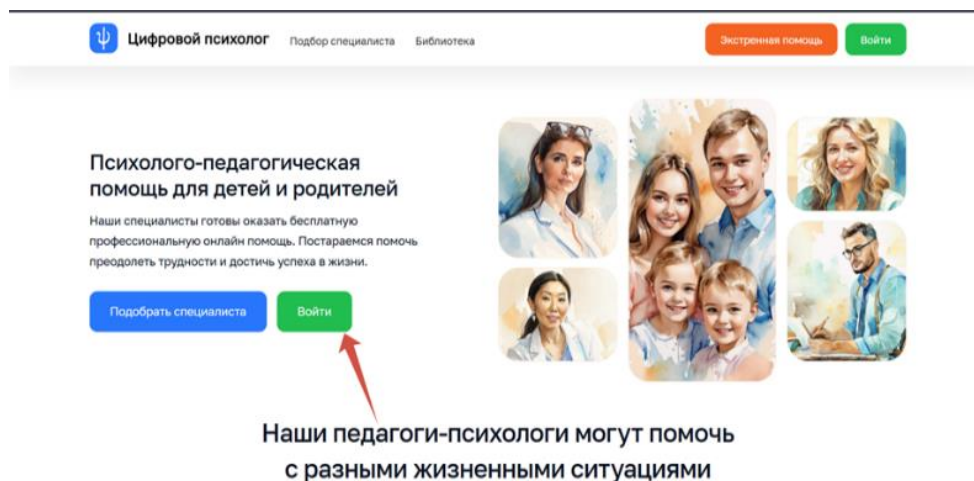 Цифровой психолог Подбор специалиста Библиотека Экстренная помощь Войти
Психолого-педагогическая
помощь для детей и родителей
Наши специалисты готовы оказать бесплатную
профессиональную онлайн помощь. Постараемся помочь
преодолеть трудности и достичь успеха в жизни.
Подобрать специалиста Войти
Наши педагоги-психологи могут помочь
с разными жизненными ситуациями